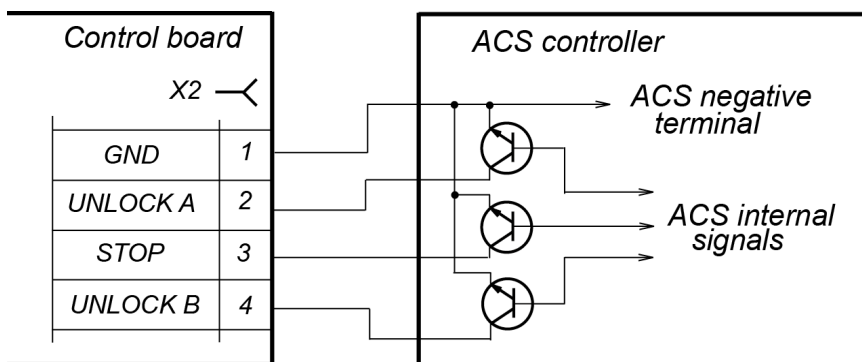 Control board
ACS controller
X2
ACS negative
terminal
GND 1
UNLOCK A 2
ACS internal
signals
STOP 3
UNLOCK B 4